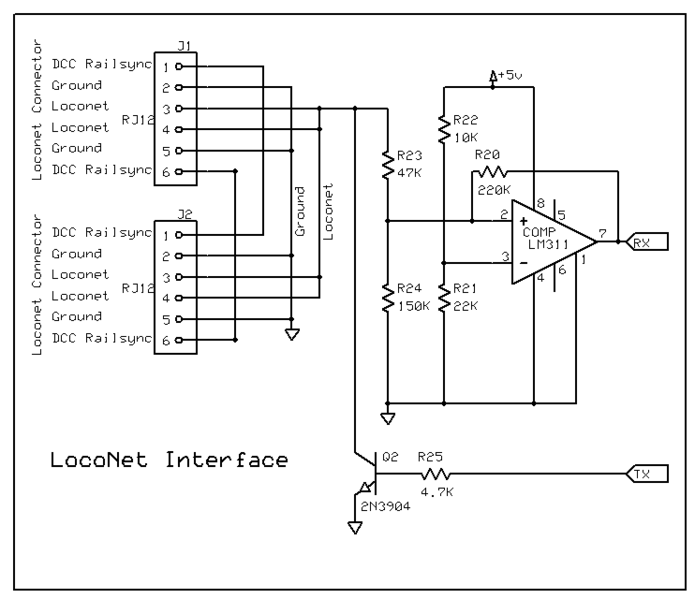 Loconet Connector
J1
DCC Railsync 1
Ground 2
Loconet 3
RJ12
Loconet 4
Ground 5
DCC Railsync 6
Loconet Connector
J2
DCC Railsync 1
Ground 2
Loconet 3
RJ12
Loconet 4
Ground 5
DCC Railsync 6
Ground
Loconet
+5v
R22
10K
R23
47K
R20
220K
8
5
2
+
COMP
LM311
7
RX
3
-
4
6
1
R24
150K
R21
22K
LocoNet Interface
Q2
2N3904
R25
4.7K
TX